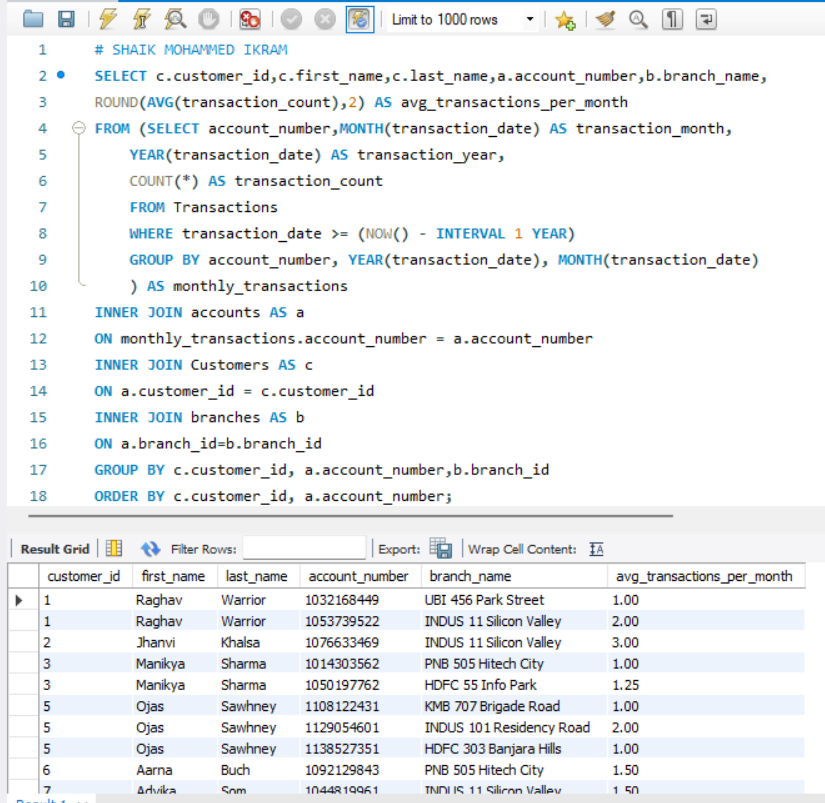 Limit to 1000 rows
1 # SHAIK MOHAMMED IKRAM
2 SELECT c.customer_id,c.first_name,c.last_name,a.account_number,b.branch_name,
3 ROUND(AVG(transaction_count),2) AS avg_transactions_per_month
4 FROM (SELECT account_number,MONTH(transaction_date) AS transaction_month,
5 YEAR(transaction_date) AS transaction_year,
6 COUNT(*) AS transaction_count
7 FROM Transactions
8 WHERE transaction_date >= (NOW() - INTERVAL 1 YEAR)
9 GROUP BY account_number, YEAR(transaction_date), MONTH(transaction_date)
10 ) AS monthly_transactions
11 INNER JOIN accounts AS a
12 ON monthly_transactions.account_number = a.account_number
13 INNER JOIN Customers AS c
14 ON a.customer_id = c.customer_id
15 INNER JOIN branches AS b
16 ON a.branch_id=b.branch_id
17 GROUP BY c.customer_id, a.account_number,b.branch_id
18 ORDER BY c.customer_id, a.account_number;
Result Grid Filter Rows: Export: Wrap Cell Content: IA
customer_id first_name last_name account_number branch_name avg_transactions_per_month
1 Raghav Warrior 1032168449 UBI 456 Park Street 1.00
1 Raghav Warrior 1053739522 INDUS 11 Silicon Valley 2.00
2 Jhanvi Khalsa 1076633469 INDUS 11 Silicon Valley 3.00
3 Manikya Sharma 1014303562 PNB 505 Hitech City 1.00
3 Manikya Sharma 1050197762 HDFC 55 Info Park 1.25
5 Ojas Sawhney 1108122431 KMB 707 Brigade Road 1.00
5 Ojas Sawhney 1129054601 INDUS 101 Residency Road 2.00
5 Ojas Sawhney 1138527351 HDFC 303 Banjara Hills 1.00
6 Aarna Buch 1092129843 PNB 505 Hitech City 1.50
7 Advika Som 1044819961 INDUS 11 Silicon Valley 1.50